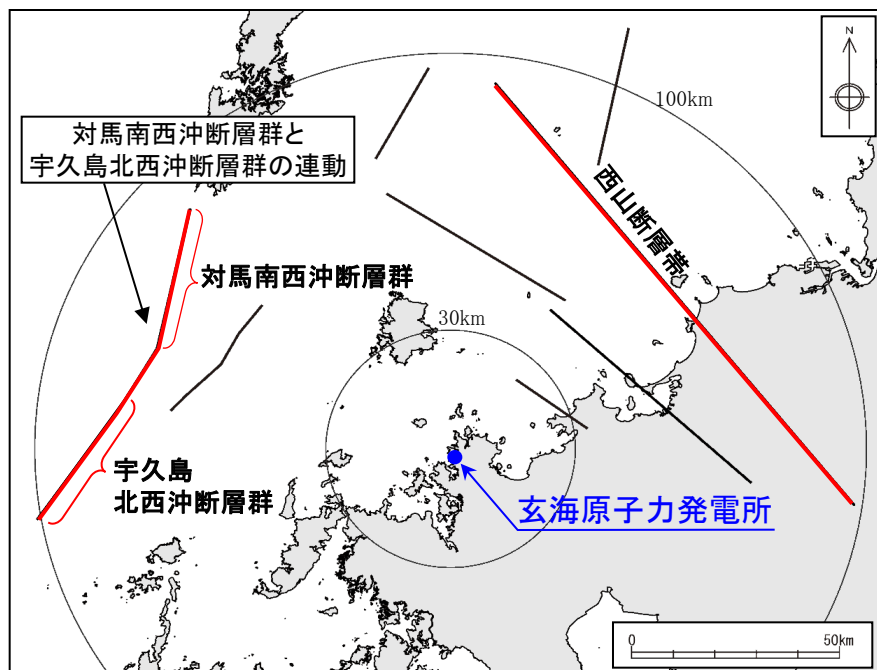 N
100km
対馬南西沖断層群と
宇久島北西沖断層群の連動
西山断層帯
対馬南西沖断層群
30km
宇久島
北西沖断層群
玄海原子力発電所
0 50km